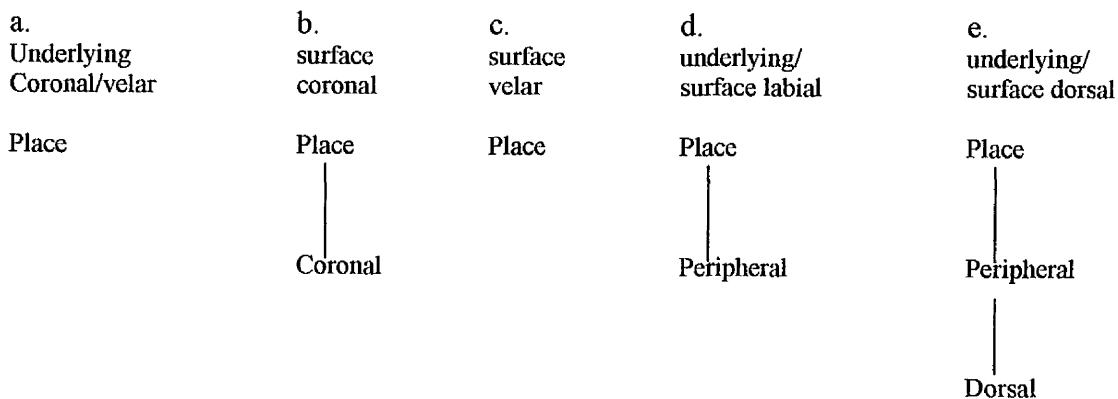 a.
Underlying
Coronal/velar
Place
b.
surface
coronal
Place
Coronal
c.
surface
velar
Place
d.
underlying/
surface labial
Place
Peripheral
e.
underlying/
surface dorsal
Place
Peripheral
Dorsal